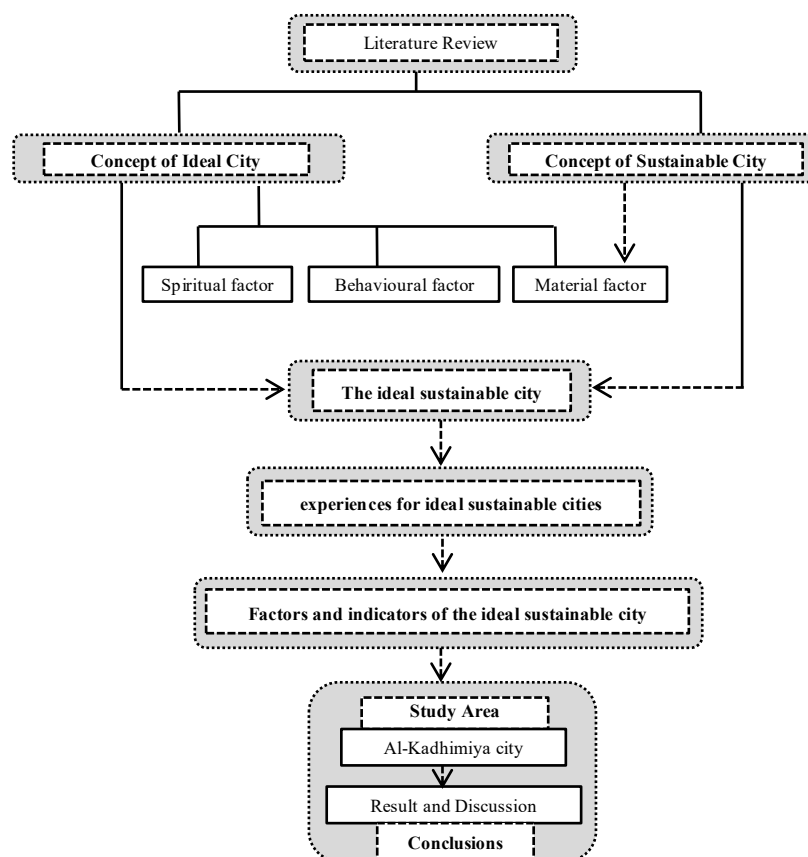 Literature Review
Concept of Ideal City
Concept of Sustainable City
Spiritual factor
Behavioural factor
Material factor
The ideal sustainable city
experiences for ideal sustainable cities
Factors and indicators of the ideal sustainable city
Study Area
Al-Kadhimiya city
Result and Discussion
Conclusions